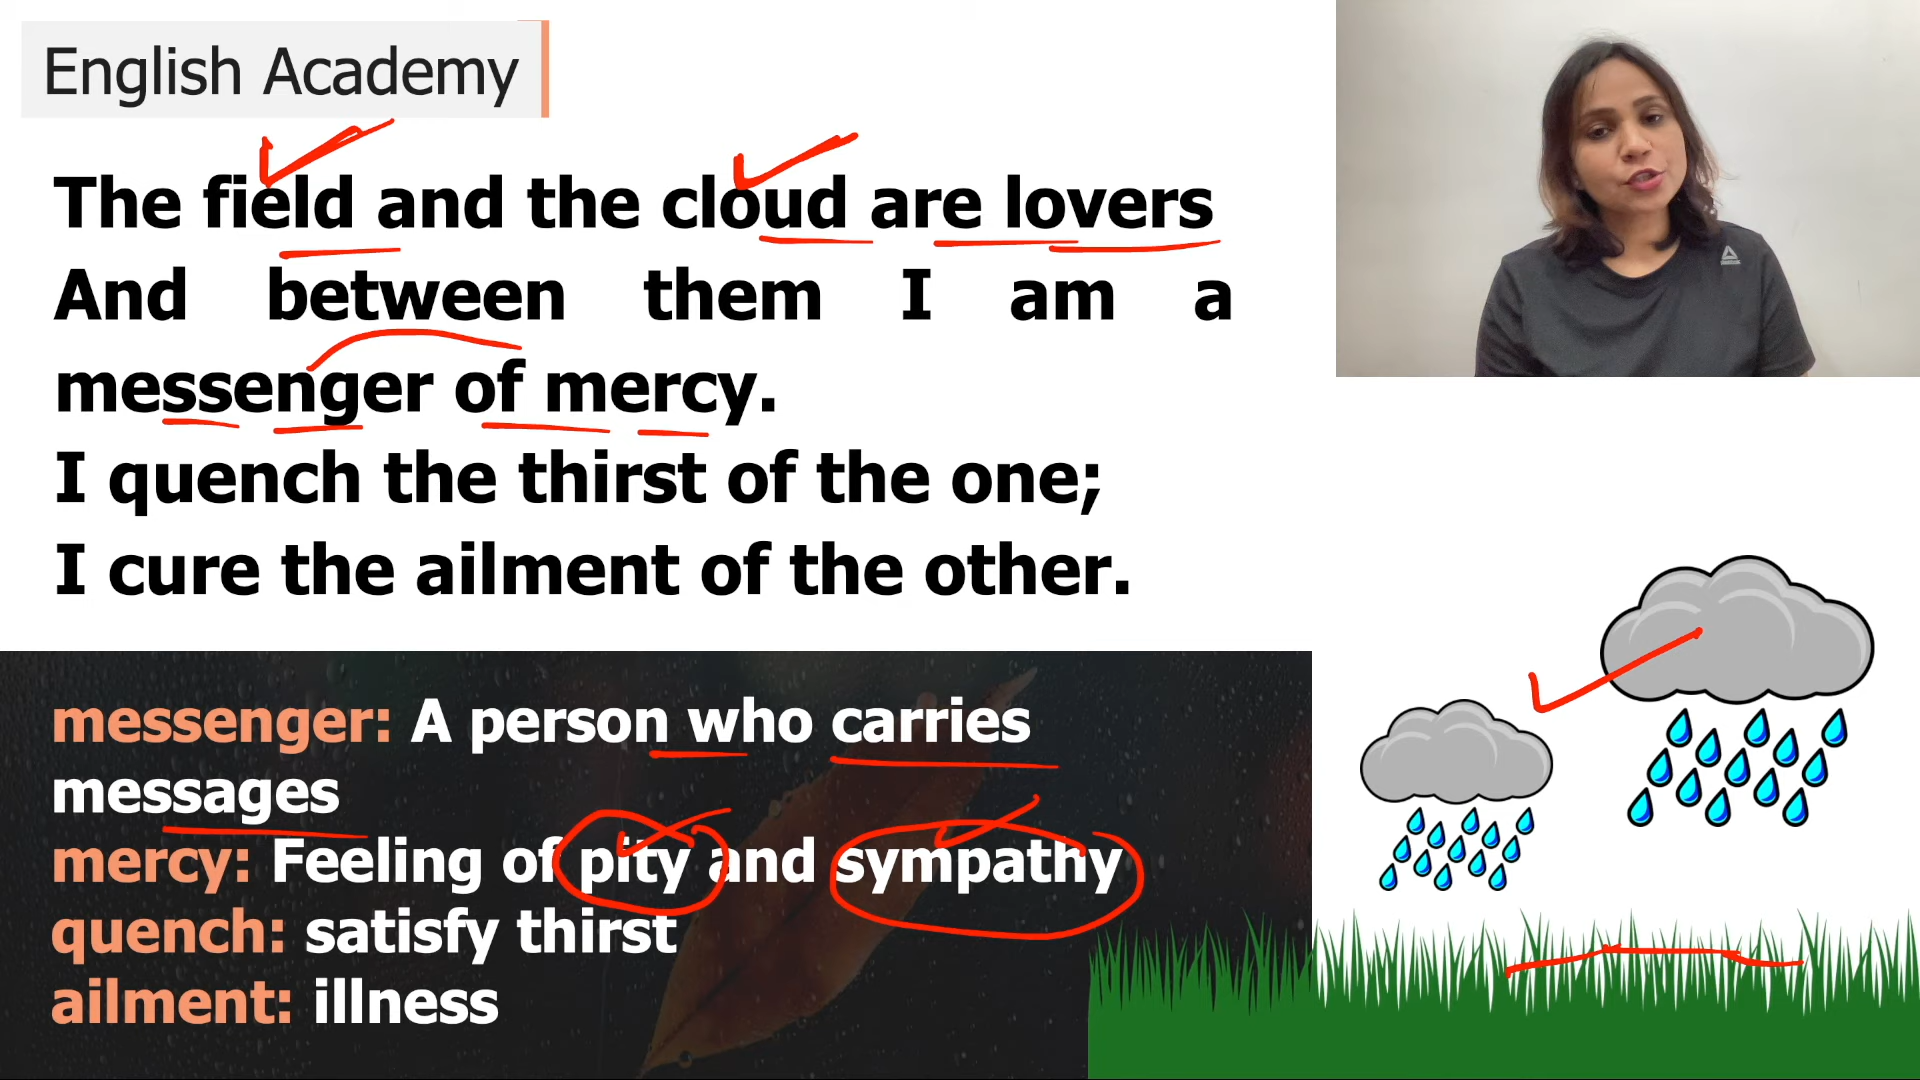 English Academy
The field and the cloud are lovers
And between them I am a
messenger of mercy.
I quench the thirst of the one;
I cure the ailment of the other.
messenger: A person who carries
messages
mercy: Feeling of pity and sympathy
quench: satisfy thirst
ailment: illness